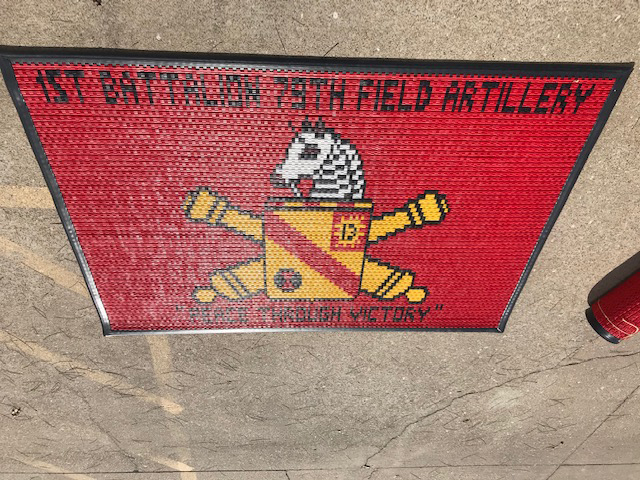 1ST BATTALION 79TH FIELD ARTILLERY
B
"PEACE THROUGH VICTORY"